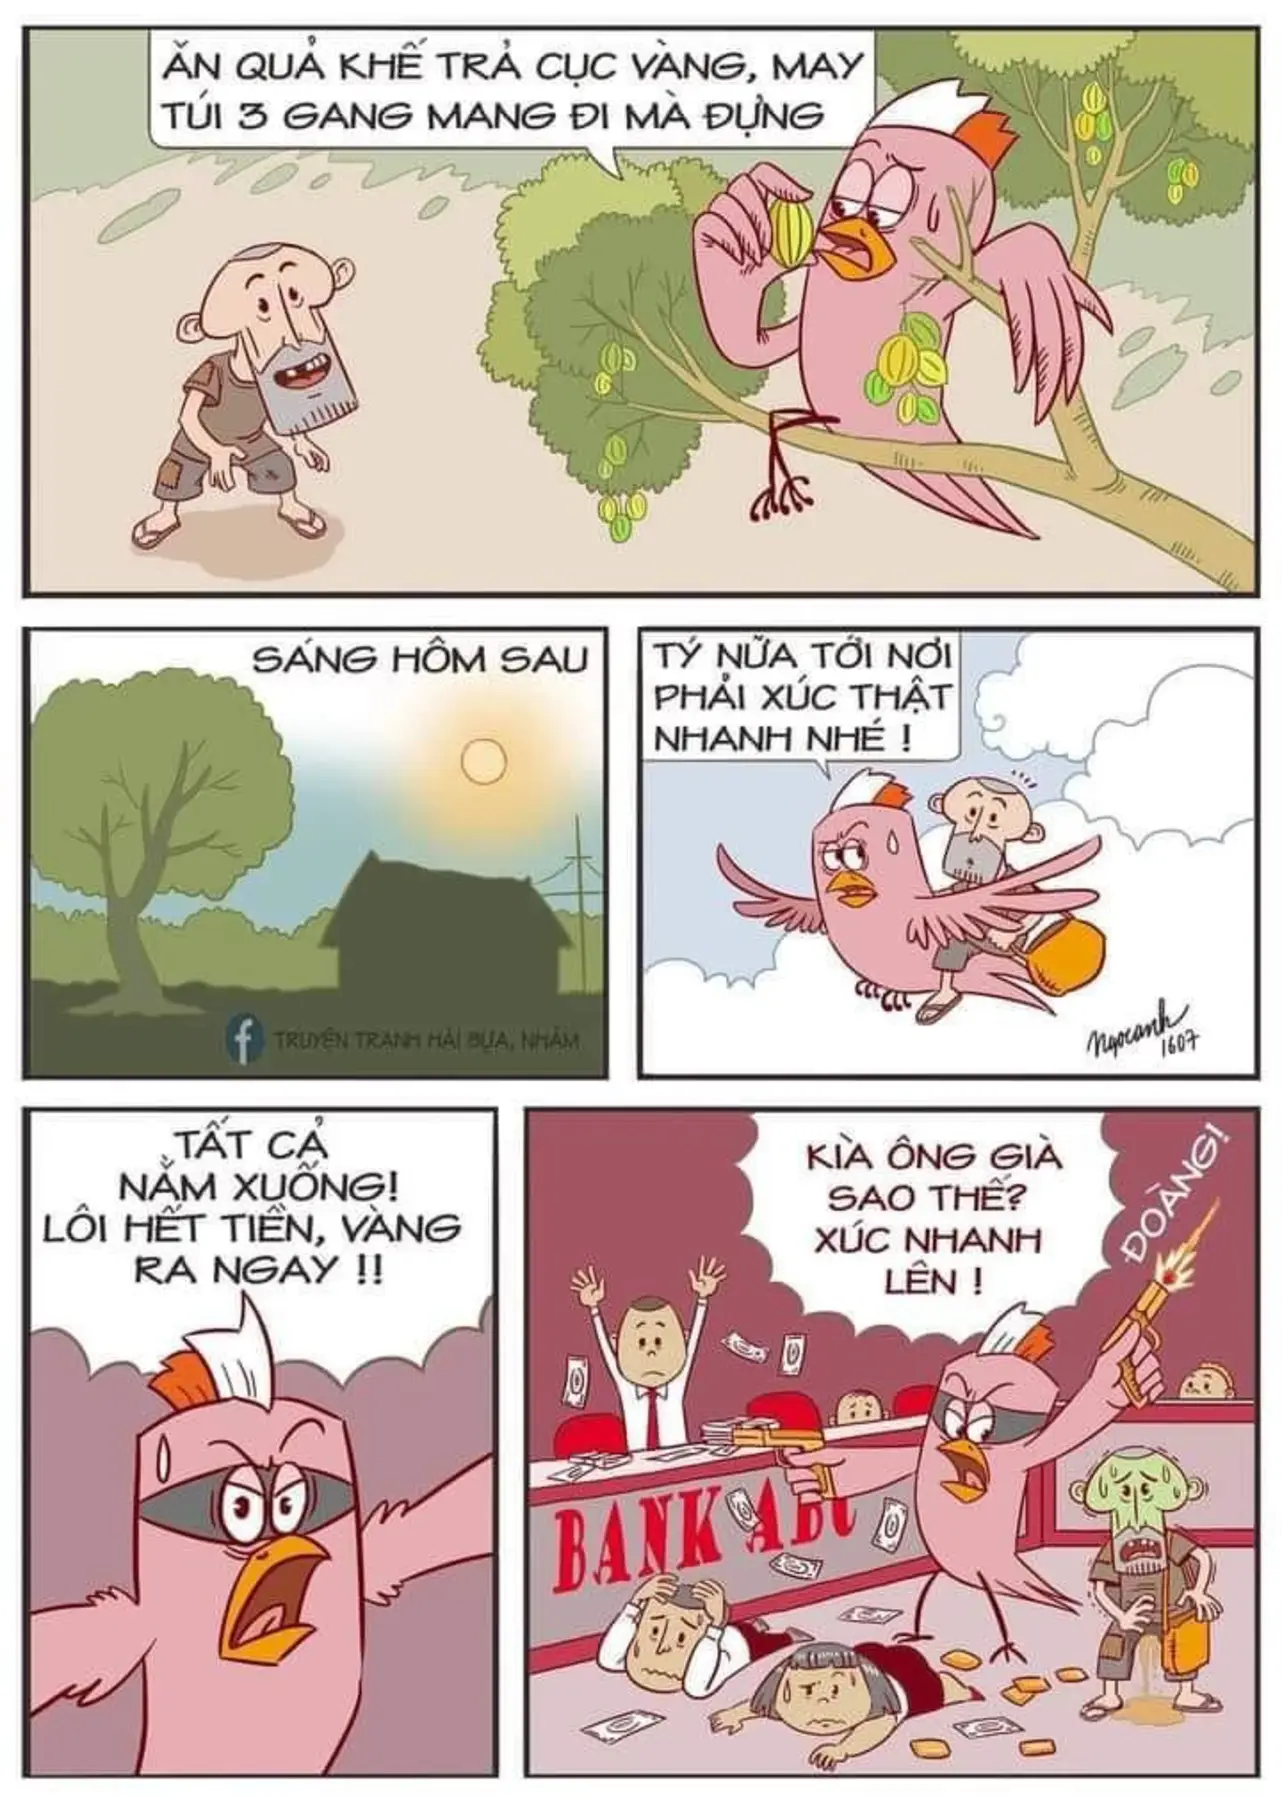 ĂN QUẢ KHẾ TRẢ CỤC VÀNG, MAY
TÚI 3 GANG MANG ĐI MÀ ĐỰNG
SÁNG HÔM SAU
TRUYỆN TRANH HÀI BỰA, NHẢM
TÝ NỮA TỚI NƠI
PHẢI XÚC THẬT
NHANH NHÉ !
Ngocanh
1607
TẤT CẢ
NẰM XUỐNG!
LÔI HẾT TIỀN, VÀNG
RA NGAY !!
KÌA ÔNG GIÀ
SAO THẾ?
XÚC NHANH
LÊN !
ĐOÀNG!
BANK ABC